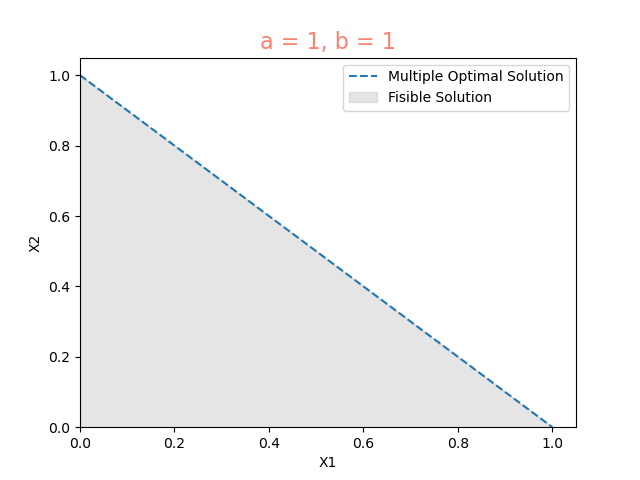 a = 1, b = 1
Multiple Optimal Solution
Fisible Solution
1.0
0.8
0.6
0.4
0.2
0.0
X2
0.0 0.2 0.4 0.6 0.8 1.0
X1